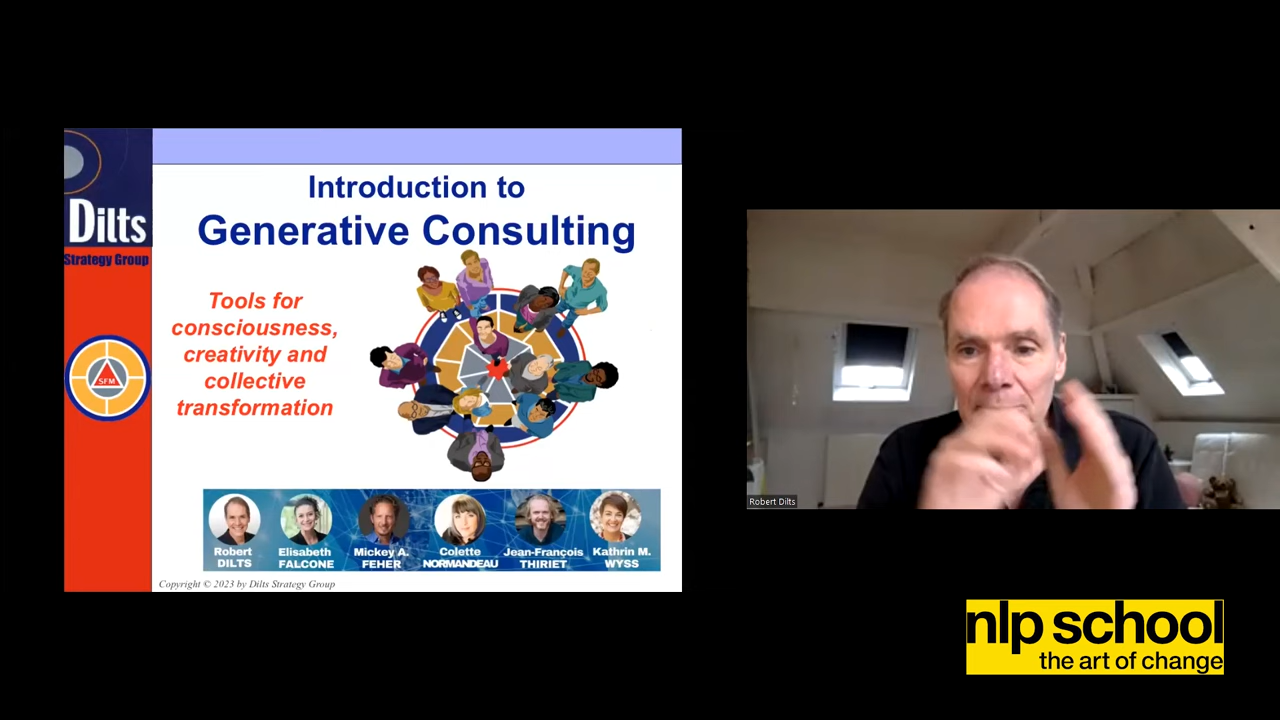 Introduction to
Generative Consulting
Dilts
Strategy Group
SFM
Tools for
consciousness,
creativity and
collective
transformation
Robert
DILTS
Elisabeth
FALCONE
Mickey A.
FEHER
Colette
NORMANDEAU
Jean-François
THIRIET
Kathrin M.
WYSS
Copyright © 2023 by Dilts Strategy Group
Robert Dilts
nlp school
the art of change